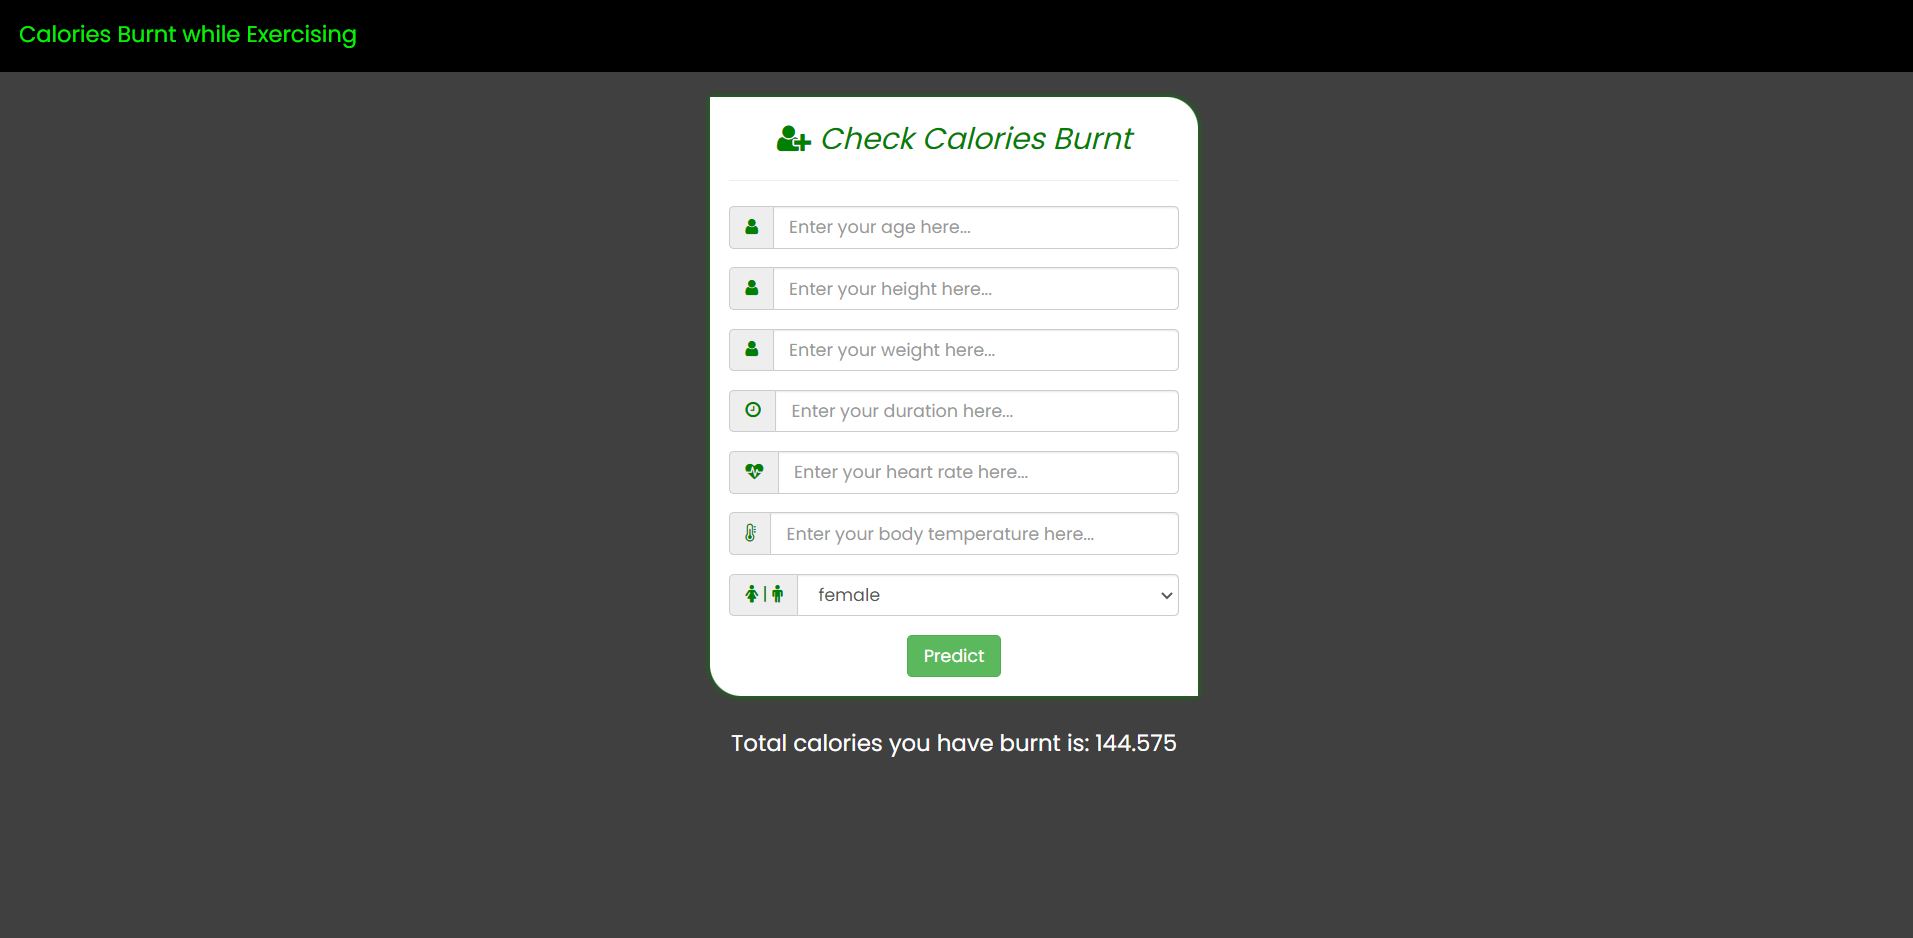 Calories Burnt while Exercising
Check Calories Burnt
Enter your age here...
Enter your height here...
Enter your weight here...
Enter your duration here...
Enter your heart rate here...
Enter your body temperature here...
female
Predict
Total calories you have burnt is: 144.575